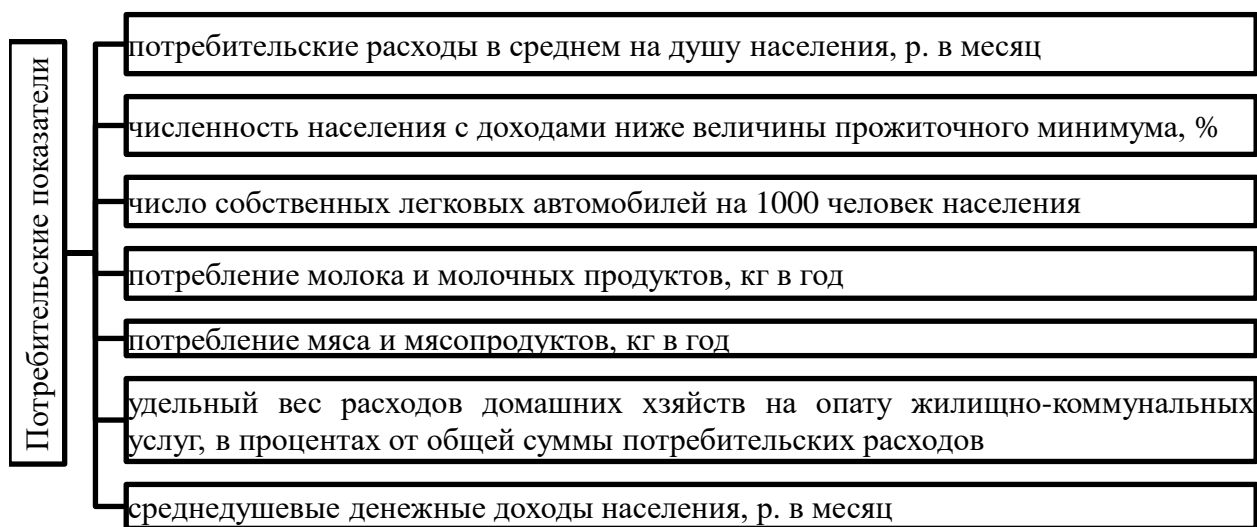 Потребительские показатели
потребительские расходы в среднем на душу населения, р. в месяц
численность населения с доходами ниже величины прожиточного минимума, %
число собственных легковых автомобилей на 1000 человек населения
потребление молока и молочных продуктов, кг в год
потребление мяса и мясопродуктов, кг в год
удельный вес расходов домашних хзяйств на опату жилищно-коммунальных
услуг, в процентах от общей суммы потребительских расходов
среднедушевые денежные доходы населения, р. в месяц